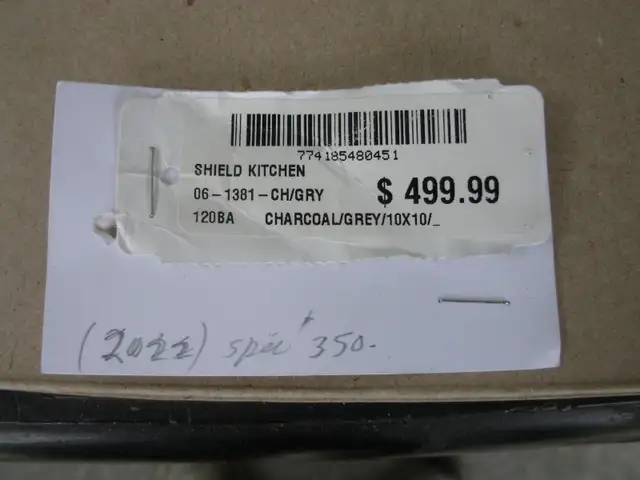 774185480451
SHIELD KITCHEN
06-1381-CH/GRY $ 499.99
120BA CHARCOAL/GREY/10X10/_
(2022) spec 350.-